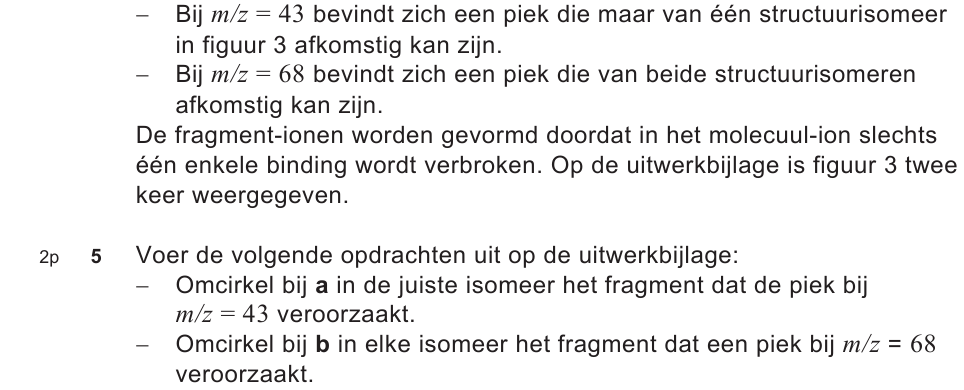 – Bij m/z = 43 bevindt zich een piek die maar van één structuurisomeer
in figuur 3 afkomstig kan zijn.
– Bij m/z = 68 bevindt zich een piek die van beide structuurisomeren
afkomstig kan zijn.
De fragment-ionen worden gevormd doordat in het molecuul-ion slechts
één enkele binding wordt verbroken. Op de uitwerkbijlage is figuur 3 twee
keer weergegeven.
2p 5 Voer de volgende opdrachten uit op de uitwerkbijlage:
– Omcirkel bij a in de juiste isomeer het fragment dat de piek bij
m/z = 43 veroorzaakt.
– Omcirkel bij b in elke isomeer het fragment dat een piek bij m/z = 68
veroorzaakt.